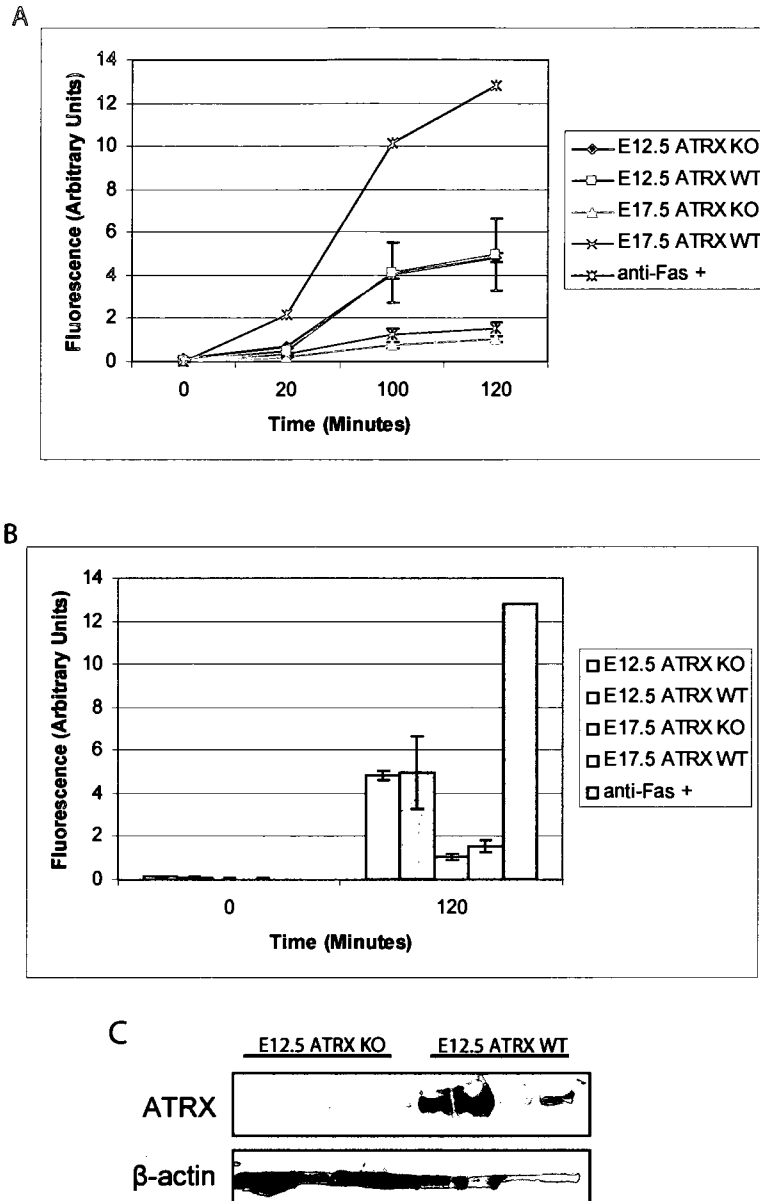 A
Fluorescence (Arbitrary Units)
14
12
10
8
6
4
2
0
0 20 100 120
Time (Minutes)
E12.5 ATRX KO
E12.5 ATRX WT
E17.5 ATRX KO
E17.5 ATRX WT
anti-Fas +
B
Fluorescence (Arbitrary Units)
14
12
10
8
6
4
2
0
0 120
Time (Minutes)
E12.5 ATRX KO
E12.5 ATRX WT
E17.5 ATRX KO
E17.5 ATRX WT
anti-Fas +
C
E12.5 ATRX KO E12.5 ATRX WT
ATRX
β-actin